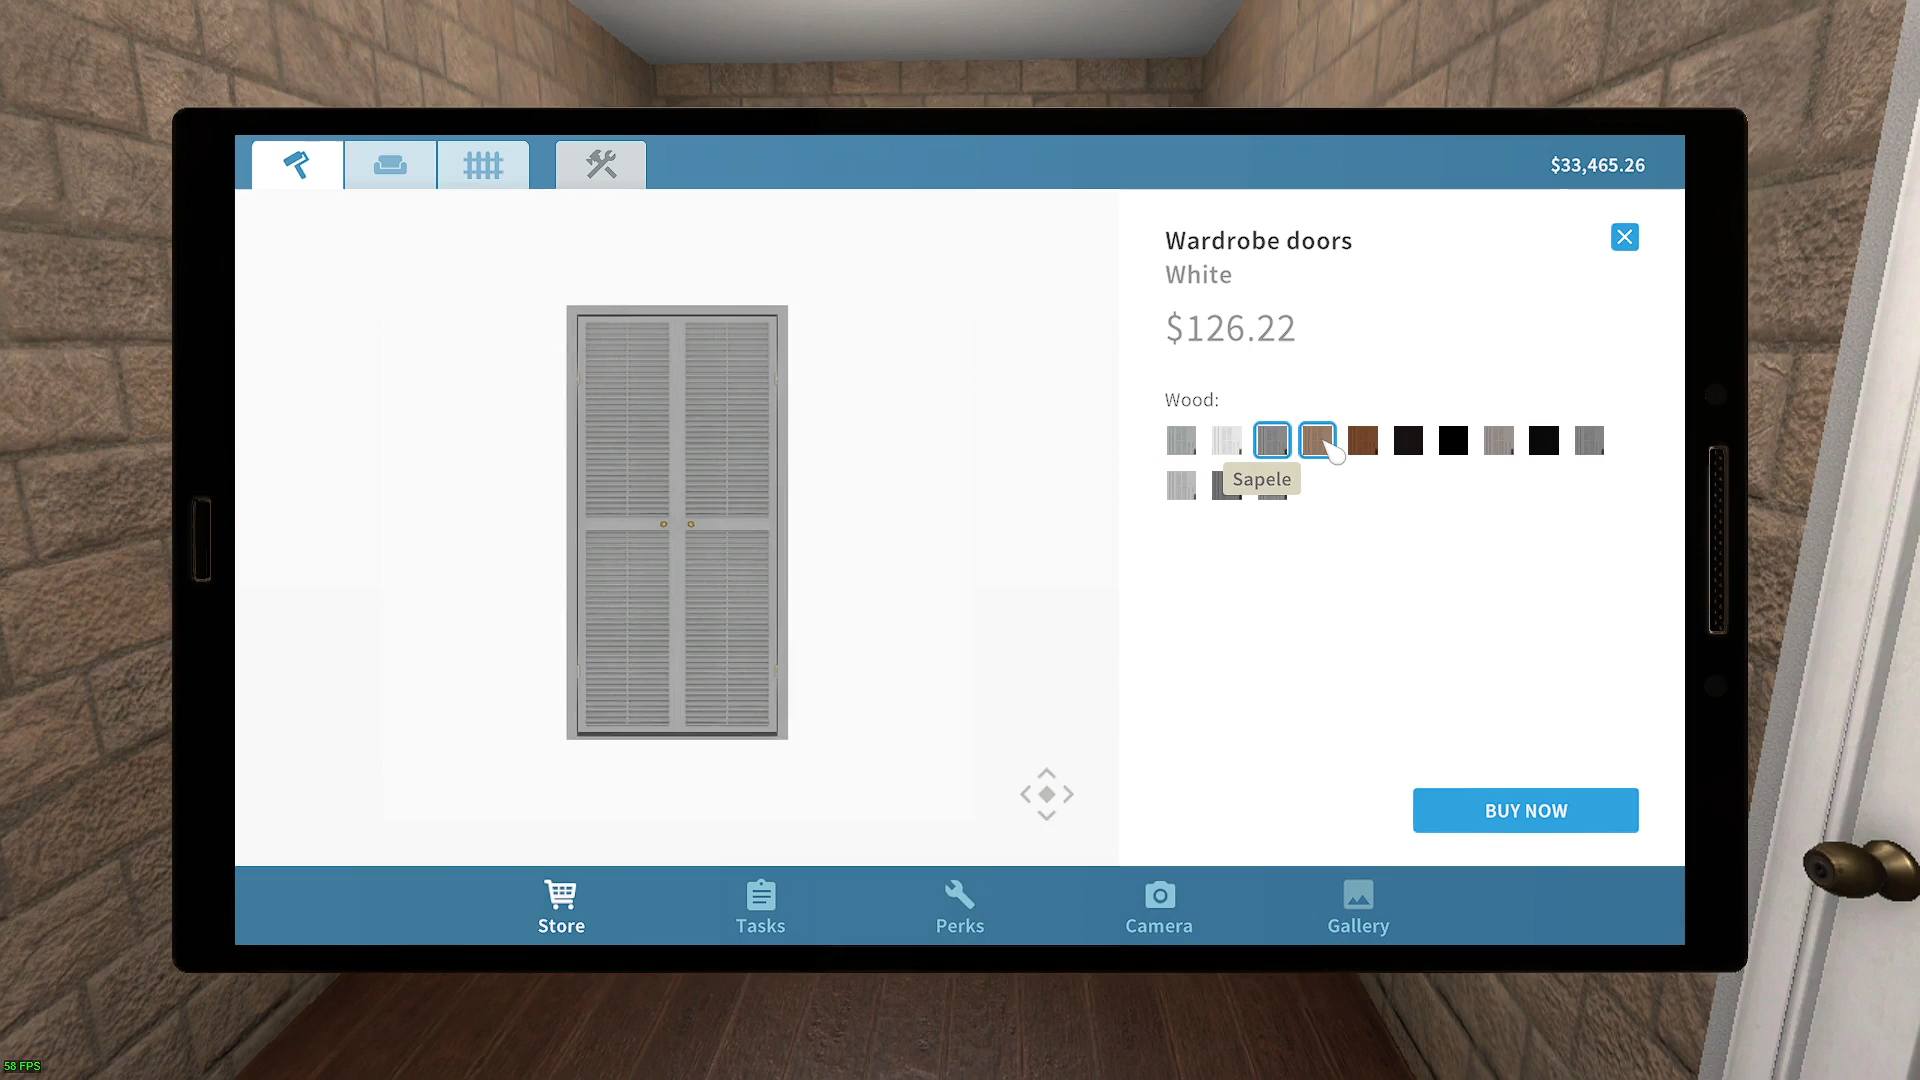 $33,465.26
Wardrobe doors
White
$126.22
Wood:
Sapele
BUY NOW
Store
Tasks
Perks
Camera
Gallery
58 FPS